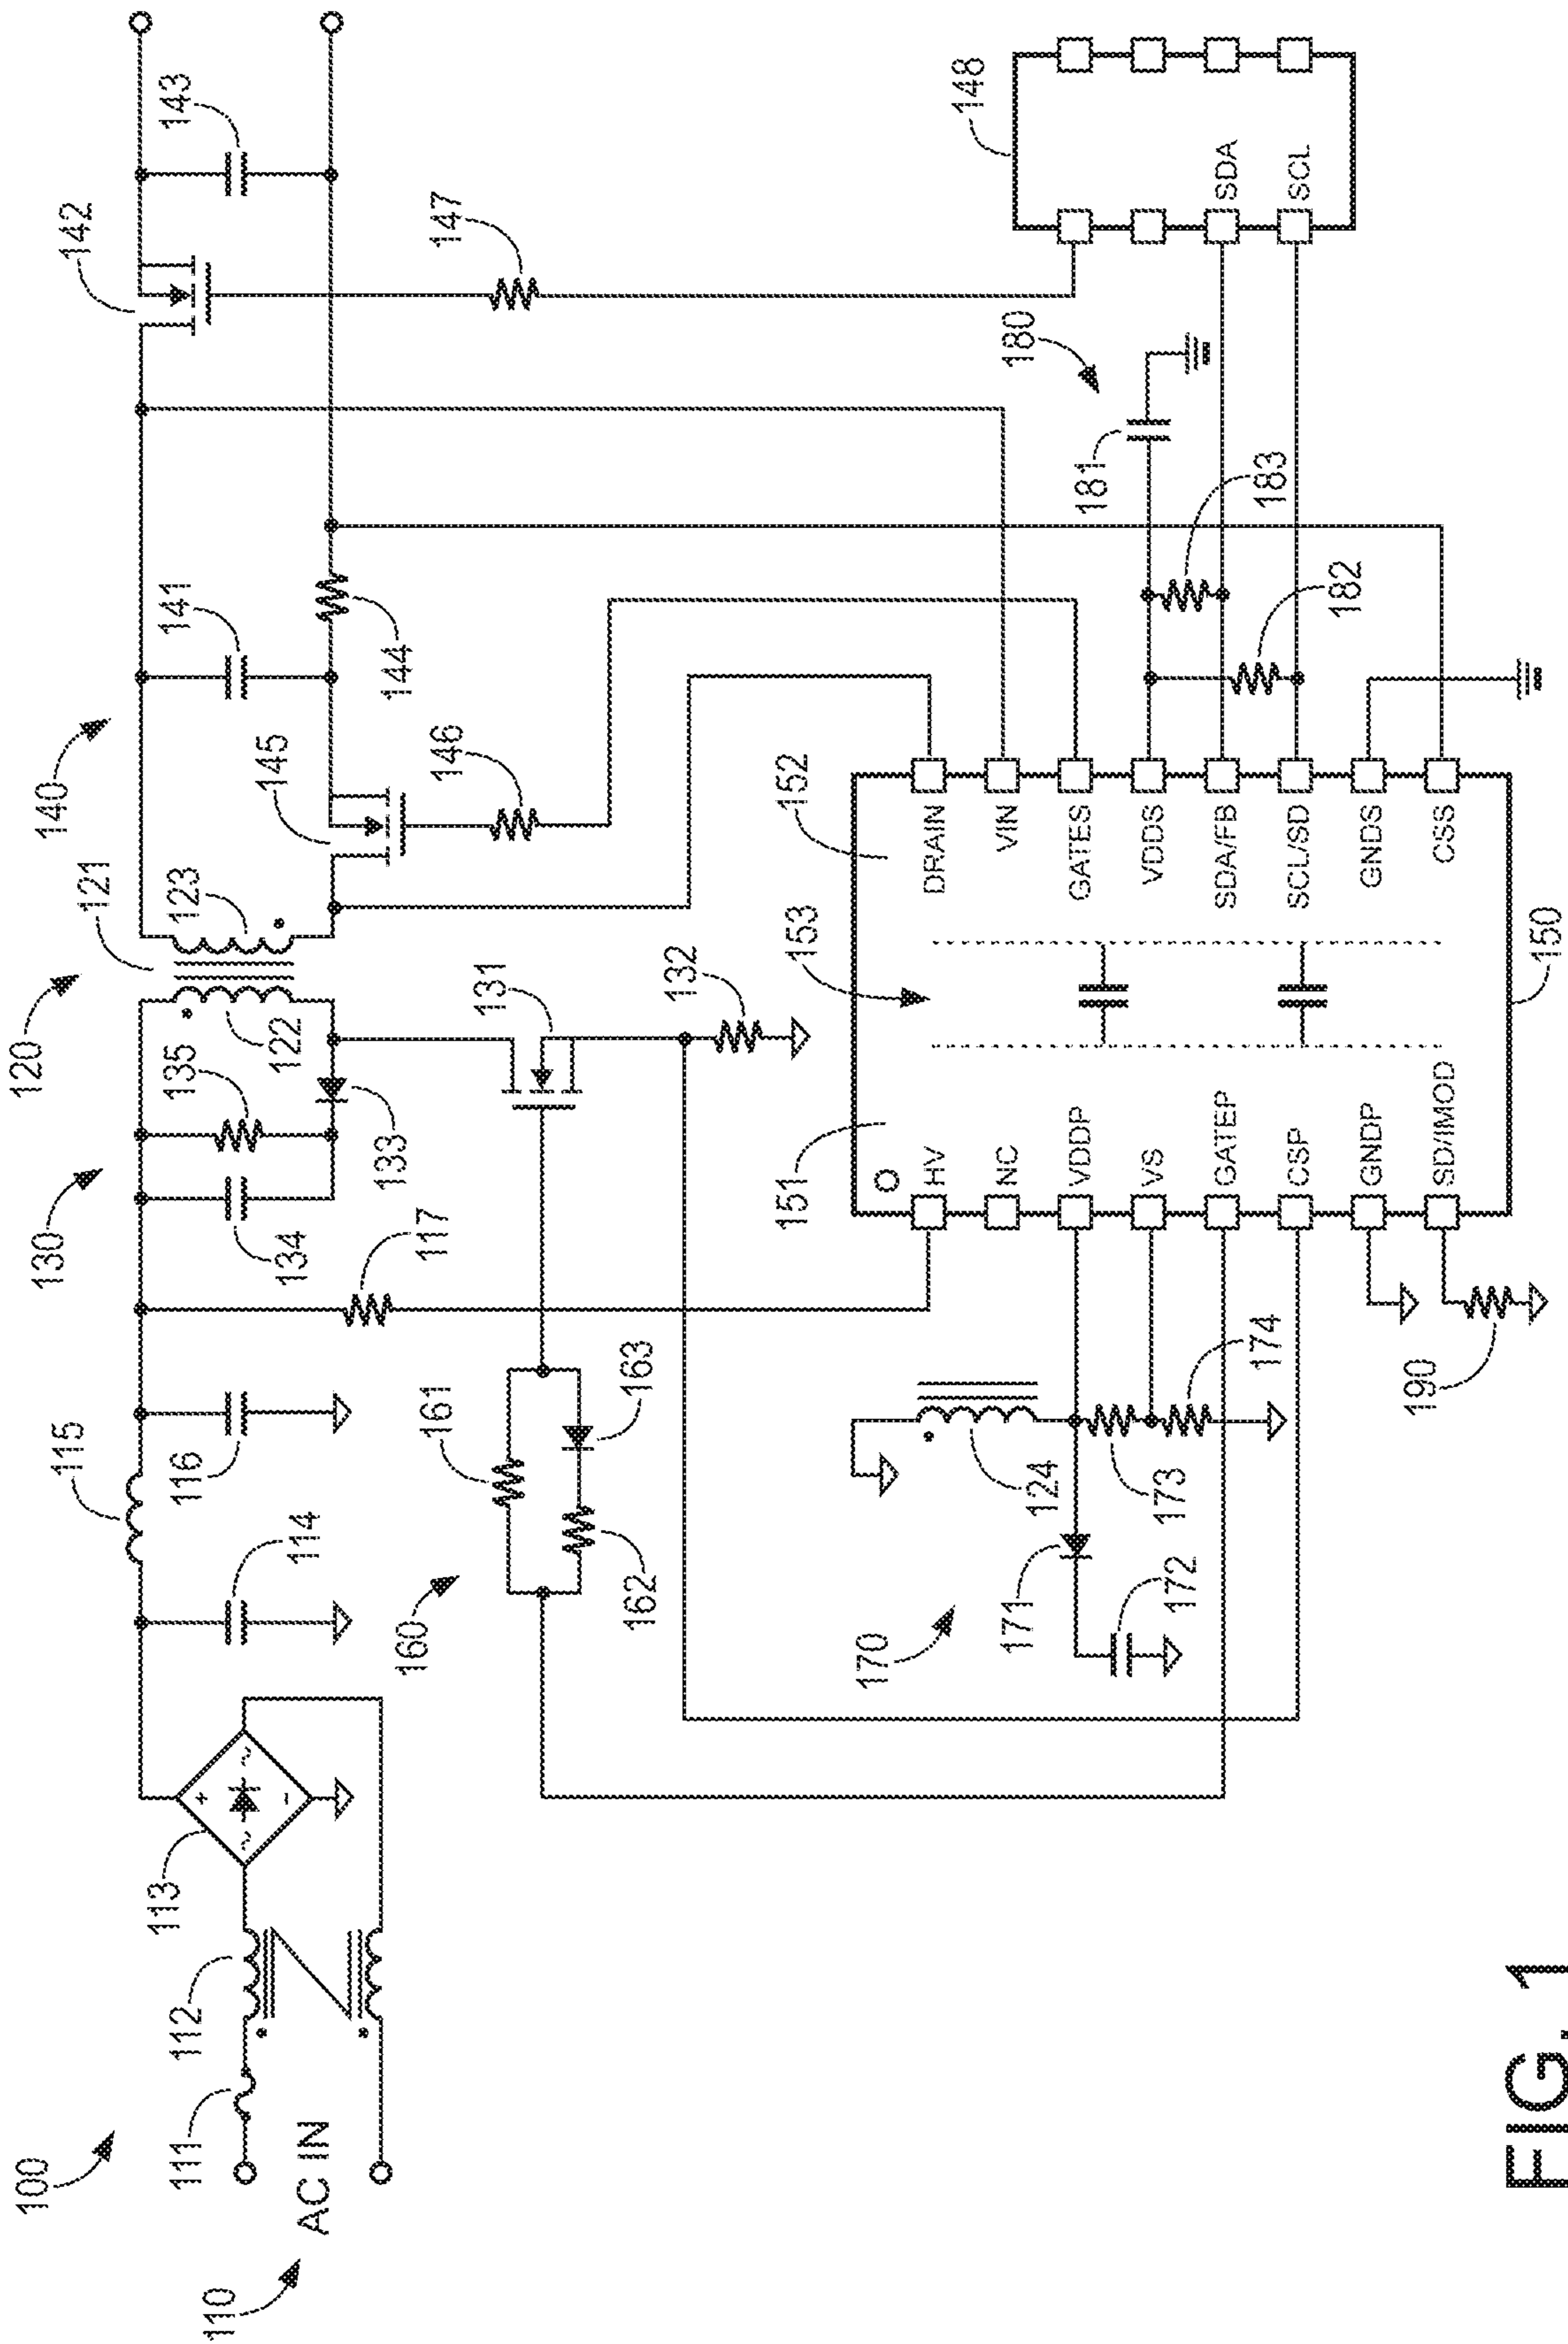 100
110
AC IN
111
112
113
114
115
116
117
120
121
122
123
130
131
132
133
134
135
140
141
142
143
144
145
146
147
148
SDA
SCL
160
161
162
163
170
171
172
173
174
124
180
181
182
183
190
150
151
152
153
HV
NC
VDDP
VS
GATEP
CSP
GNDP
SD/IMOD
DRAIN
VIN
GATES
VDDS
SDA/FB
SCL/SD
GNDS
CSS
+
-
~
~
FIG. 1